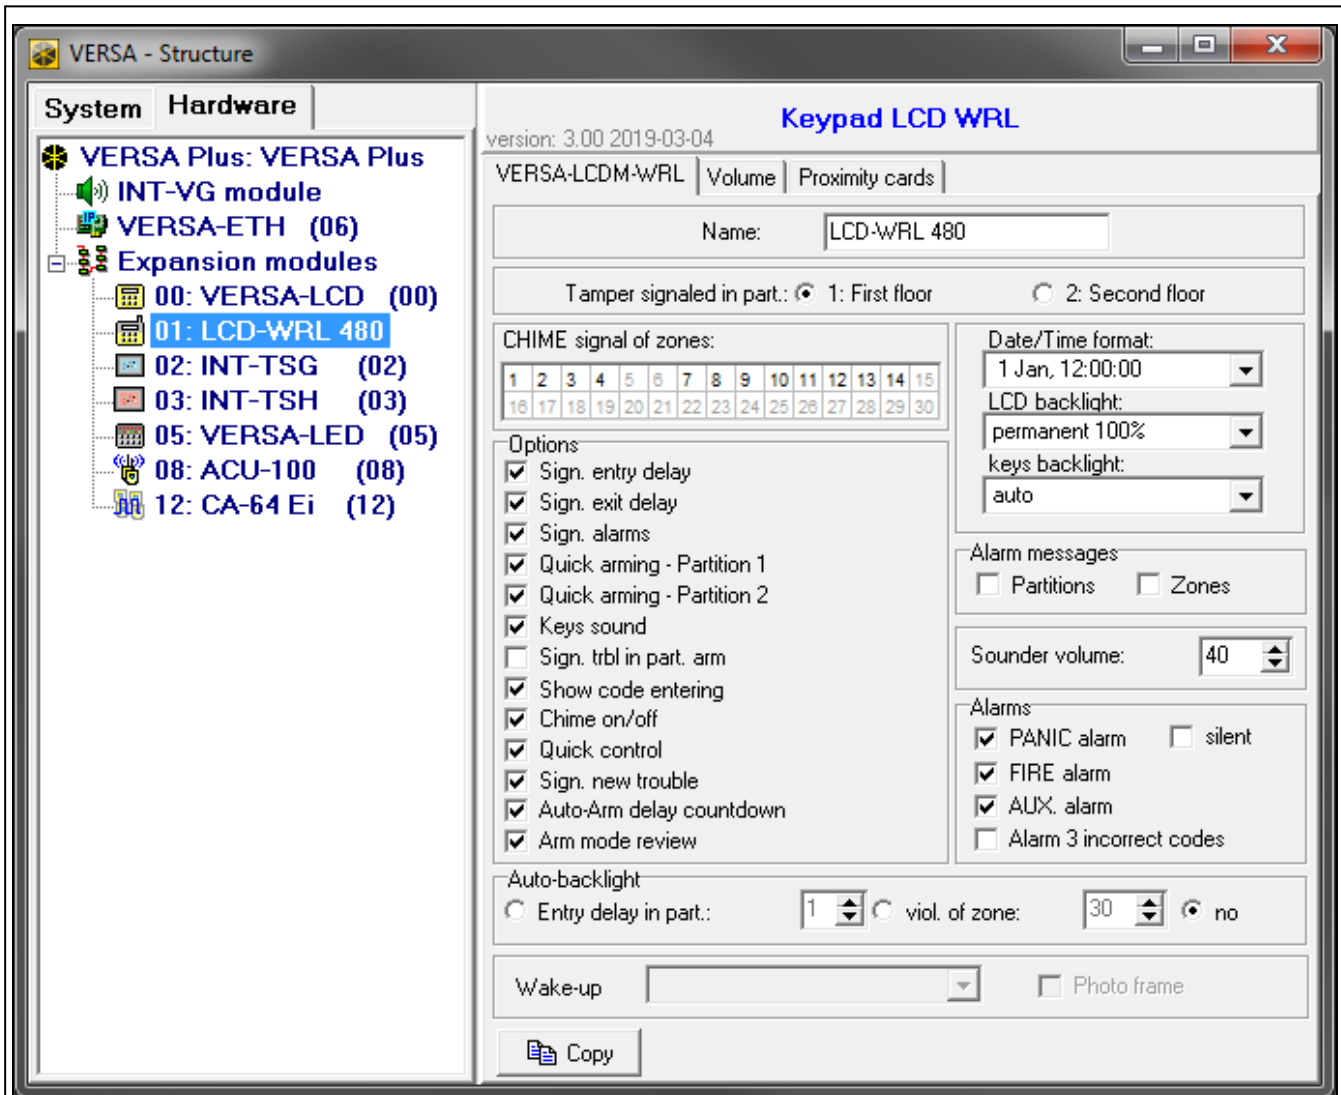 VERSA - Structure
System Hardware
VERSA Plus: VERSA Plus
INT-VG module
VERSA-ETH (06)
Expansion modules
00: VERSA-LCD (00)
01: LCD-WRL 480
02: INT-TSG (02)
03: INT-TSH (03)
05: VERSA-LED (05)
08: ACU-100 (08)
12: CA-64 Ei (12)
Keypad LCD WRL
version: 3.00 2019-03-04
VERSA-LCDM-WRL Volume Proximity cards
Name: LCD-WRL 480
Tamper signaled in part.: 1: First floor 2: Second floor
CHIME signal of zones:
1 2 3 4 5 6 7 8 9 10 11 12 13 14 15
16 17 18 19 20 21 22 23 24 25 26 27 28 29 30
Options
Sign. entry delay
Sign. exit delay
Sign. alarms
Quick arming - Partition 1
Quick arming - Partition 2
Keys sound
Sign. trbl in part. arm
Show code entering
Chime on/off
Quick control
Sign. new trouble
Auto-Arm delay countdown
Arm mode review
Date/Time format:
1 Jan, 12:00:00
LCD backlight:
permanent 100%
keys backlight:
auto
Alarm messages
Partitions Zones
Sounder volume: 40
Alarms
PANIC alarm silent
FIRE alarm
AUX. alarm
Alarm 3 incorrect codes
Auto-backlight
Entry delay in part.: 1 viol. of zone: 30 no
Wake-up Photo frame
Copy